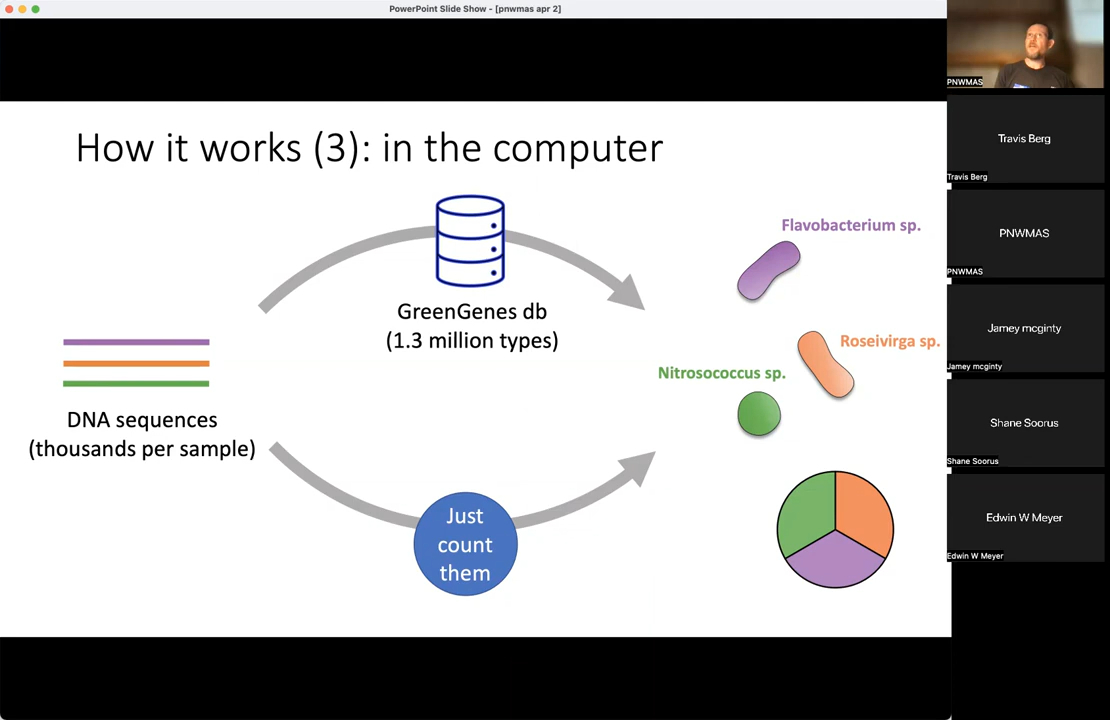 PowerPoint Slide Show - [pnwmas apr 2]
How it works (3): in the computer
GreenGenes db
(1.3 million types)
DNA sequences
(thousands per sample)
Just
count
them
Flavobacterium sp.
Roseivirga sp.
Nitrosococcus sp.
PNWMAS
Travis Berg
Travis Berg
PNWMAS
PNWMAS
Jamey mcginty
Jamey mcginty
Shane Soorus
Shane Soorus
Edwin W Meyer
Edwin W Meyer